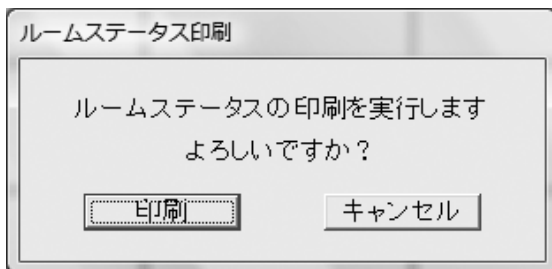 ルームステータス印刷
ルームステータスの印刷を実行します
よろしいですか？
印刷
キャンセル